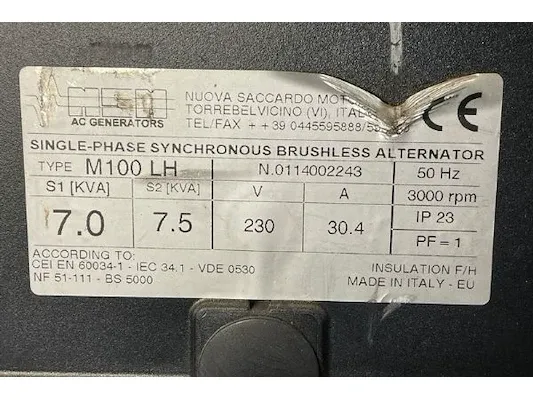 NSM
AC GENERATORS
NUOVA SACCARDO
TORREBELVICINO (VI), ITAL
TEL/FAX ++39 0445595888/5
CE
SINGLE-PHASE SYNCHRONOUS BRUSHLESS ALTERNATOR
TYPE M100 LH N.0114002243 50 Hz
S1 [KVA] S2 [KVA] V A 3000 rpm
7.0 7.5 230 30.4 IP 23
PF = 1
ACCORDING TO:
CEI EN 60034-1 - IEC 34.1 - VDE 0530 INSULATION F/H
NF 51-111 - BS 5000 MADE IN ITALY - EU